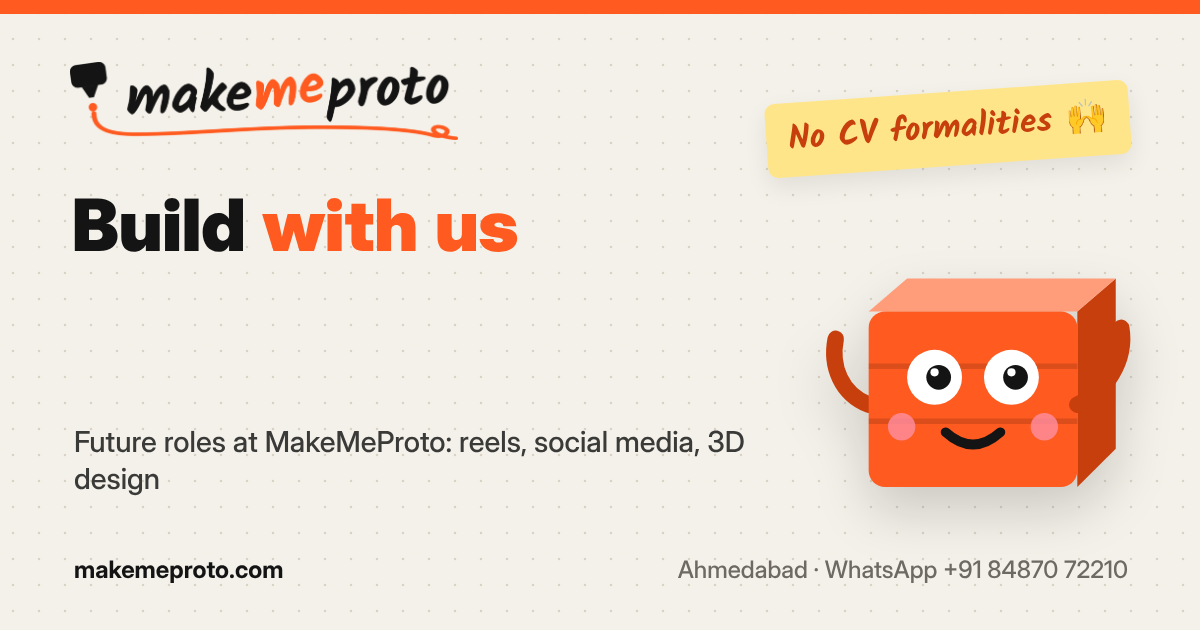 makemeproto
No CV formalities 🙌
Build with us
Future roles at MakeMeProto: reels, social media, 3D
design
makemeproto.com
Ahmedabad · WhatsApp +91 84870 72210